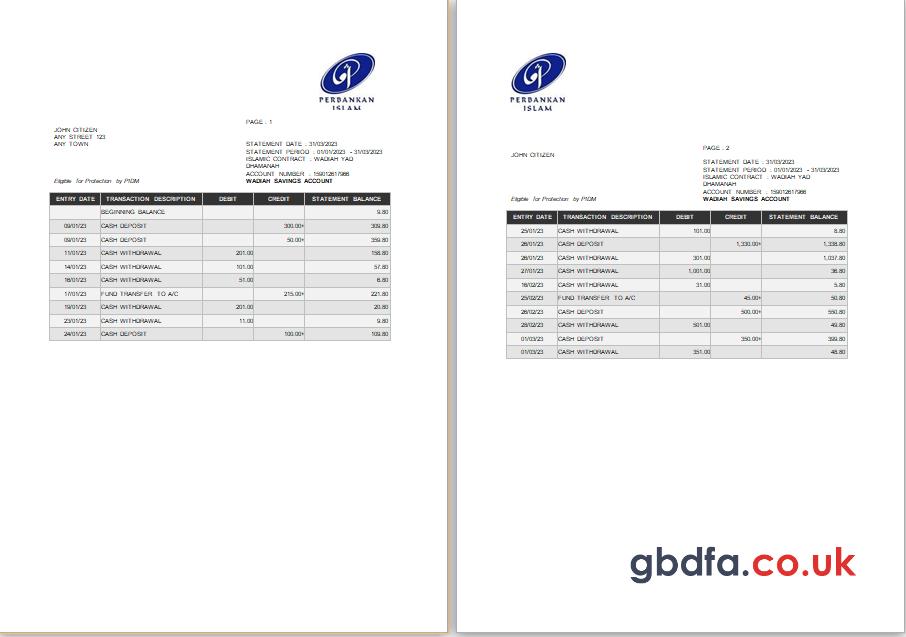 PERBANKAN
ISLAM
PAGE : 1
JOHN CITIZEN
ANY STREET 123
ANY TOWN
STATEMENT DATE : 31/03/2023
STATEMENT PERIOD : 01/01/2023 - 31/03/2023
ISLAMIC CONTRACT : WADIAH YAD
DHAMANAH
ACCOUNT NUMBER : 159012617966
Eligible for Protection by PIDM WADIAH SAVINGS ACCOUNT
ENTRY DATE TRANSACTION DESCRIPTION DEBIT CREDIT STATEMENT BALANCE
BEGINNING BALANCE 9.80
09/01/23 CASH DEPOSIT 300.00+ 309.80
09/01/23 CASH DEPOSIT 50.00+ 359.80
11/01/23 CASH WITHDRAWAL 201.00 158.80
14/01/23 CASH WITHDRAWAL 101.00 57.80
16/01/23 CASH WITHDRAWAL 51.00 6.80
17/01/23 FUND TRANSFER TO A/C 215.00+ 221.80
19/01/23 CASH WITHDRAWAL 201.00 20.80
23/01/23 CASH WITHDRAWAL 11.00 9.80
24/01/23 CASH DEPOSIT 100.00+ 109.80
PERBANKAN
ISLAM
PAGE : 2
JOHN CITIZEN
STATEMENT DATE : 31/03/2023
STATEMENT PERIOD : 01/01/2023 - 31/03/2023
ISLAMIC CONTRACT : WADIAH YAD
DHAMANAH
ACCOUNT NUMBER : 159012617966
Eligible for Protection by PIDM WADIAH SAVINGS ACCOUNT
ENTRY DATE TRANSACTION DESCRIPTION DEBIT CREDIT STATEMENT BALANCE
25/01/23 CASH WITHDRAWAL 101.00 8.80
26/01/23 CASH DEPOSIT 1,330.00+ 1,338.80
26/01/23 CASH WITHDRAWAL 301.00 1,037.80
27/01/23 CASH WITHDRAWAL 1,001.00 36.80
16/02/23 CASH WITHDRAWAL 31.00 5.80
25/02/23 FUND TRANSFER TO A/C 45.00+ 50.80
26/02/23 CASH DEPOSIT 500.00+ 550.80
28/02/23 CASH WITHDRAWAL 501.00 49.80
01/03/23 CASH DEPOSIT 350.00+ 399.80
01/03/23 CASH WITHDRAWAL 351.00 48.80
gbdfa.co.uk